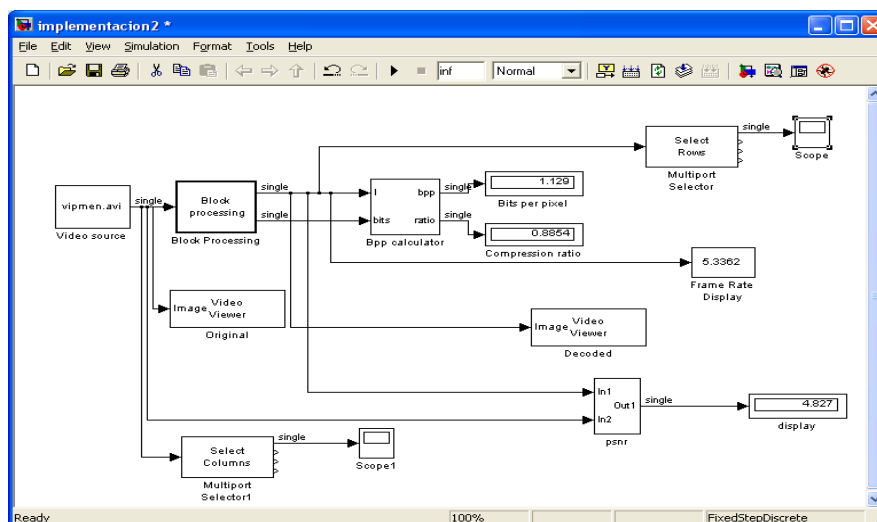 implementacion2 *
File Edit View Simulation Format Tools Help
inf Normal
single
Select Rows
Multiport Selector
Scope
vipmen.avi
Video source
single
Block processing
Block Processing
single
single
I
bits
bpp
ratio
Bpp calculator
single
single
1.129
Bits per pixel
0.8854
Compression ratio
5.3362
Frame Rate Display
Image
Video Viewer
Original
Image
Video Viewer
Decoded
In1
In2
Out1
psnr
single
4.827
display
Select Columns
Multiport Selector1
single
Scope1
Ready 100% FixedStepDiscrete